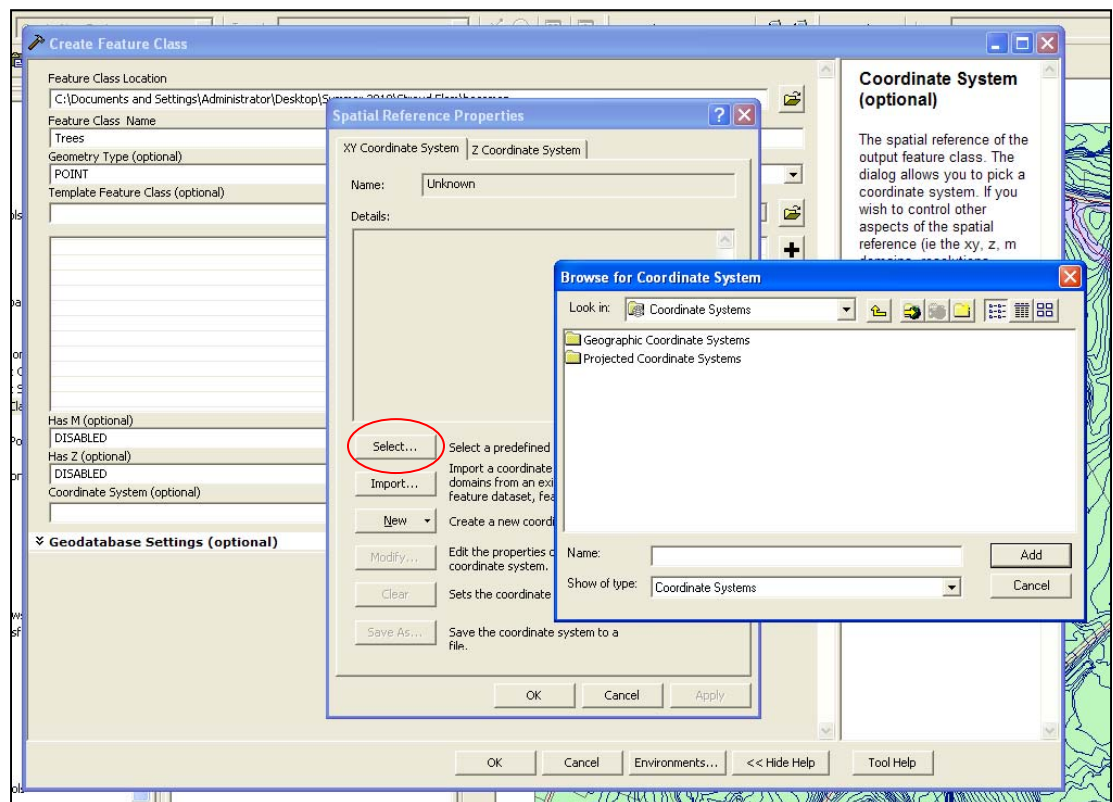 Create Feature Class
Feature Class Location
C:\Documents and Settings\Administrator\Desktop\Summer 2010\Stroud
Feature Class Name
Trees
Geometry Type (optional)
POINT
Template Feature Class (optional)
Has M (optional)
DISABLED
Has Z (optional)
DISABLED
Coordinate System (optional)
Geodatabase Settings (optional)
OK
Cancel
Environments...
<< Hide Help
Tool Help
Coordinate System
(optional)
The spatial reference of the
output feature class. The
dialog allows you to pick a
coordinate system. If you
wish to control other
aspects of the spatial
reference (ie the xy, z, m
domains, resolutions,
Spatial Reference Properties
XY Coordinate System
Z Coordinate System
Name:
Unknown
Details:
Select...
Select a predefined
Import...
Import a coordinate
domains from an exi
feature dataset, fea
New
Create a new coordi
Modify...
Edit the properties o
coordinate system.
Clear
Sets the coordinate
Save As...
Save the coordinate system to a
file.
OK
Cancel
Apply
Browse for Coordinate System
Look in:
Coordinate Systems
Geographic Coordinate Systems
Projected Coordinate Systems
Name:
Add
Show of type:
Coordinate Systems
Cancel